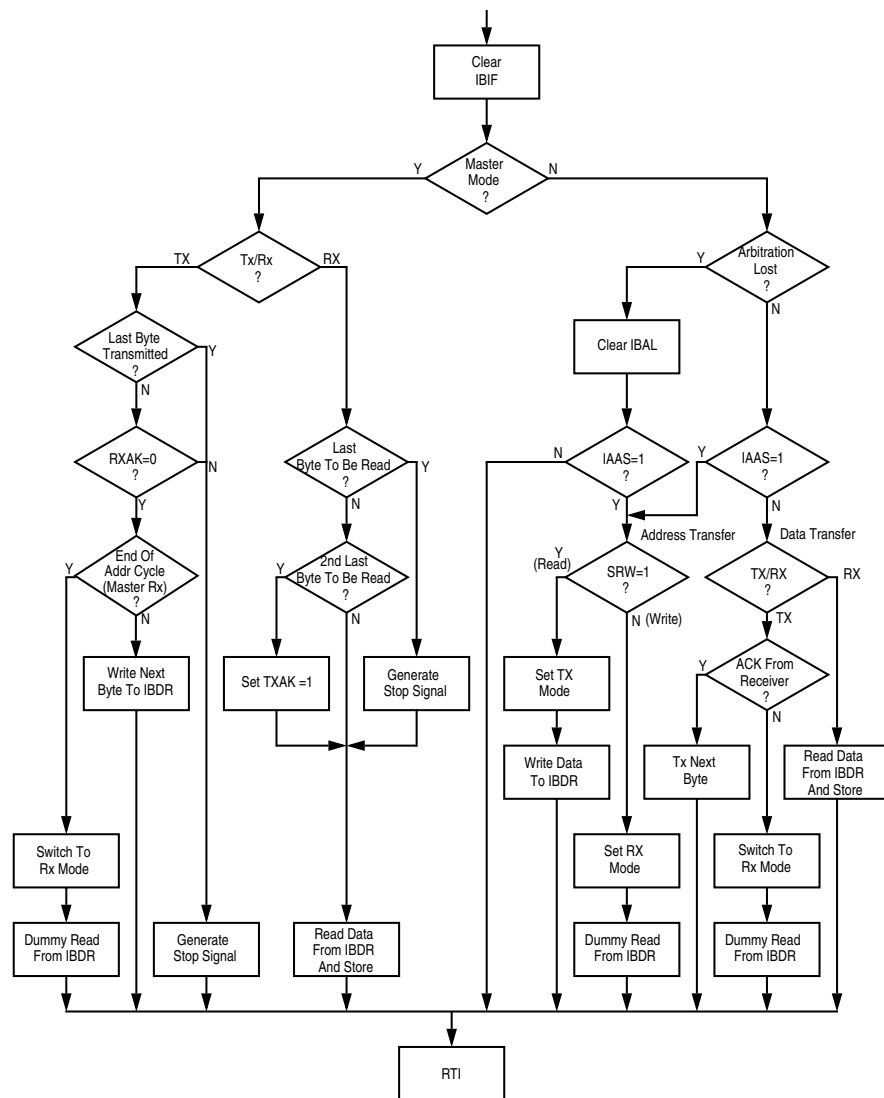 Clear
IBIF
Master
Mode
?
Y
N
Tx/Rx
?
TX
RX
Arbitration
Lost
?
Y
N
Last Byte
Transmitted
?
Y
N
Clear IBAL
RXAK=0
?
N
Y
Last
Byte To Be Read
?
Y
N
IAAS=1
?
N
Y
IAAS=1
?
Y
N
Address Transfer
Data Transfer
End Of
Addr Cycle
(Master Rx)
?
Y
N
2nd Last
Byte To Be Read
?
Y
N
SRW=1
?
Y
(Read)
N (Write)
TX/RX
?
RX
TX
Write Next
Byte To IBDR
Set TXAK =1
Generate
Stop Signal
Set TX
Mode
ACK From
Receiver
?
Y
N
Write Data
To IBDR
Tx Next
Byte
Read Data
From IBDR
And Store
Switch To
Rx Mode
Set RX
Mode
Switch To
Rx Mode
Dummy Read
From IBDR
Generate
Stop Signal
Read Data
From IBDR
And Store
Dummy Read
From IBDR
Dummy Read
From IBDR
RTI